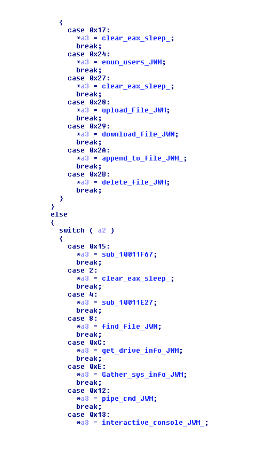 {
case 0x17:
*a3 = clear_eax_sleep_;
break;
case 0x24:
*a3 = enum_users_JWM;
break;
case 0x27:
*a3 = clear_eax_sleep_;
break;
case 0x28:
*a3 = upload_file_JWM;
break;
case 0x29:
*a3 = download_file_JWM;
break;
case 0x2A:
*a3 = append_to_file_JWM_;
break;
case 0x2B:
*a3 = delete_file_JWM;
break;
}
}
else
{
switch ( a2 )
{
case 0x15:
*a3 = sub_10011F67;
break;
case 2:
*a3 = clear_eax_sleep_;
break;
case 4:
*a3 = sub_10011E27;
break;
case 8:
*a3 = find_file_JWM;
break;
case 0xC:
*a3 = get_drive_info_JWM;
break;
case 0xE:
*a3 = Gather_sys_info_JWM;
break;
case 0x12:
*a3 = pipe_cmd_JWM;
break;
case 0x18:
*a3 = interactive_console_JWM_;